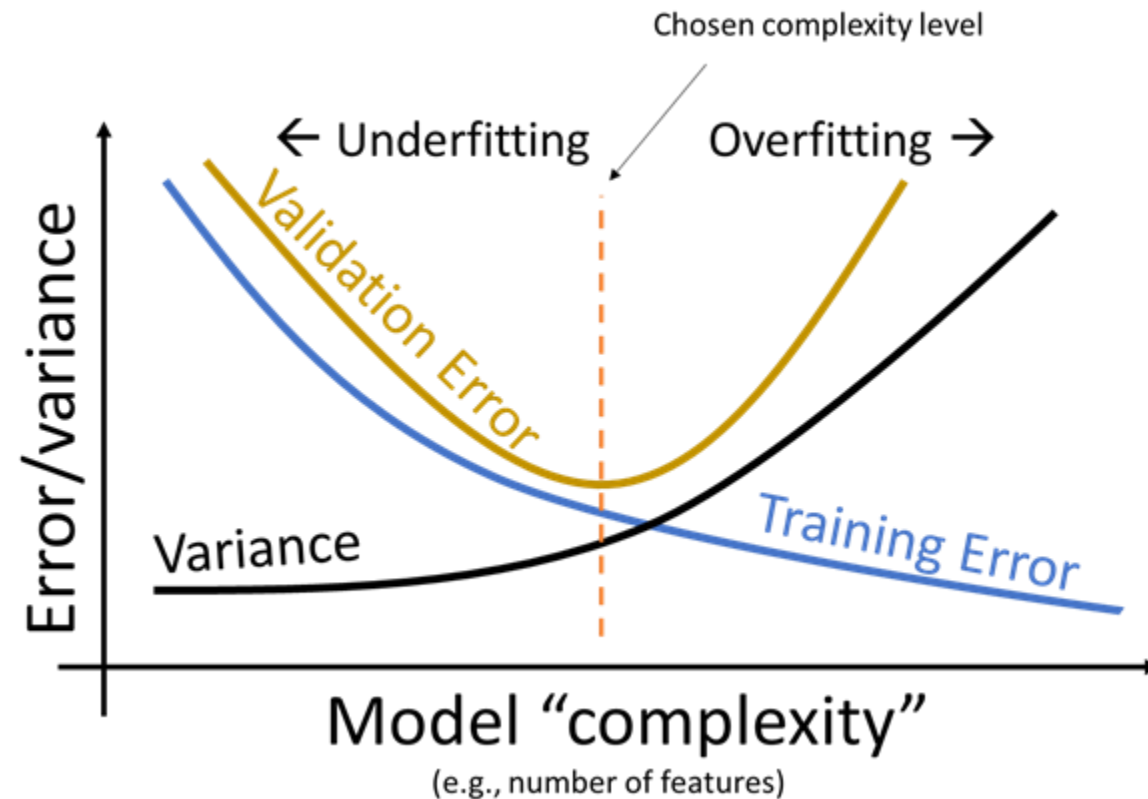 Chosen complexity level
← Underfitting
Overfitting →
Validation Error
Error/variance
Variance
Training Error
Model “complexity”
(e.g., number of features)